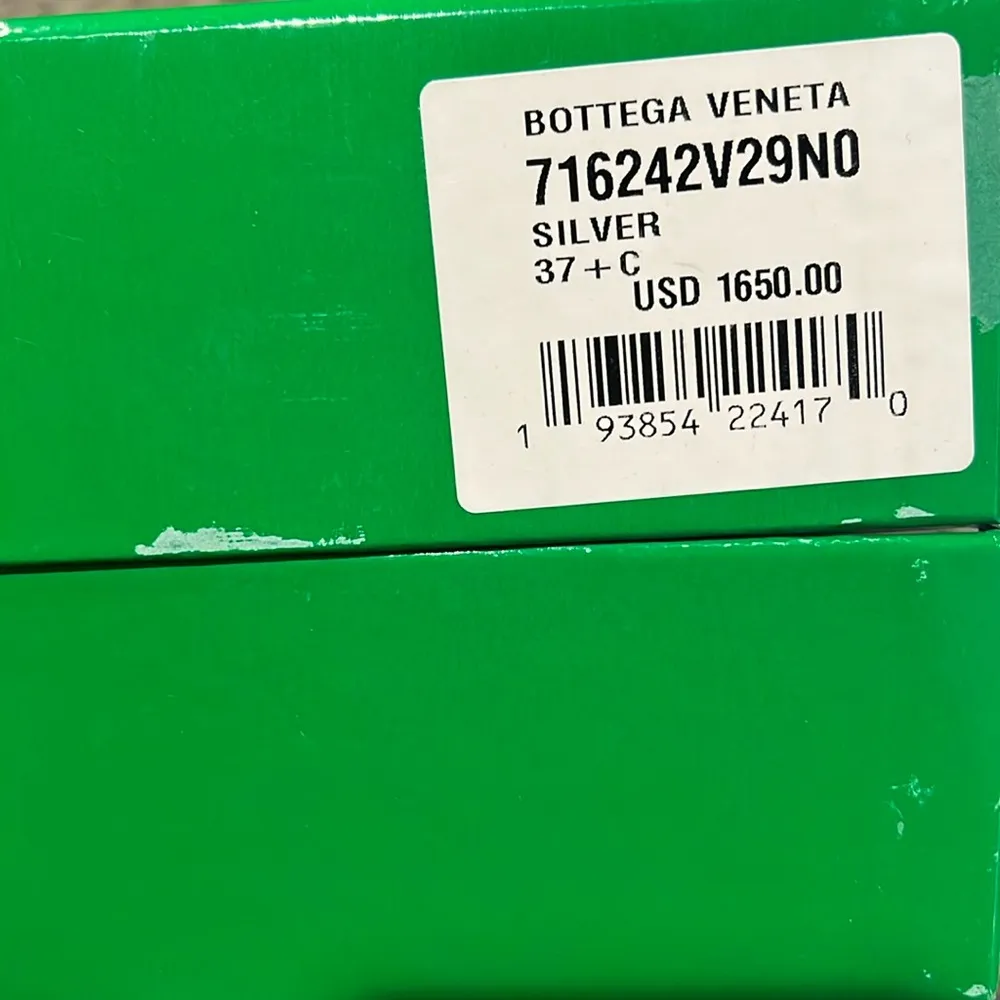 BOTTEGA VENETA
716242V29N0
SILVER
37+C
USD 1650.00
1 93854 22417 0